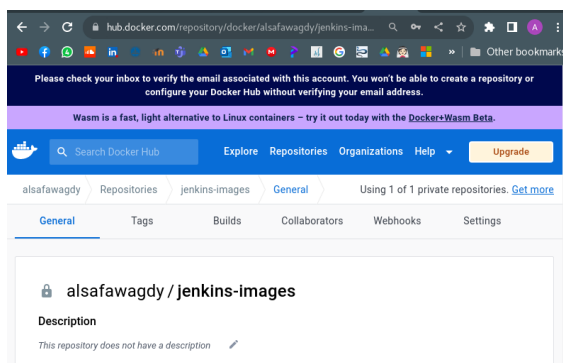 hub.docker.com/repository/docker/alsafawagdy/jenkins-ima...
Other bookmarks
Please check your inbox to verify the email associated with this account. You won't be able to create a repository or
configure your Docker Hub without verifying your email address.
Wasm is a fast, light alternative to Linux containers – try it out today with the Docker+Wasm Beta.
Search Docker Hub Explore Repositories Organizations Help Upgrade
alsafawagdy Repositories jenkins-images General Using 1 of 1 private repositories. Get more
General Tags Builds Collaborators Webhooks Settings
alsafawagdy / jenkins-images
Description
This repository does not have a description